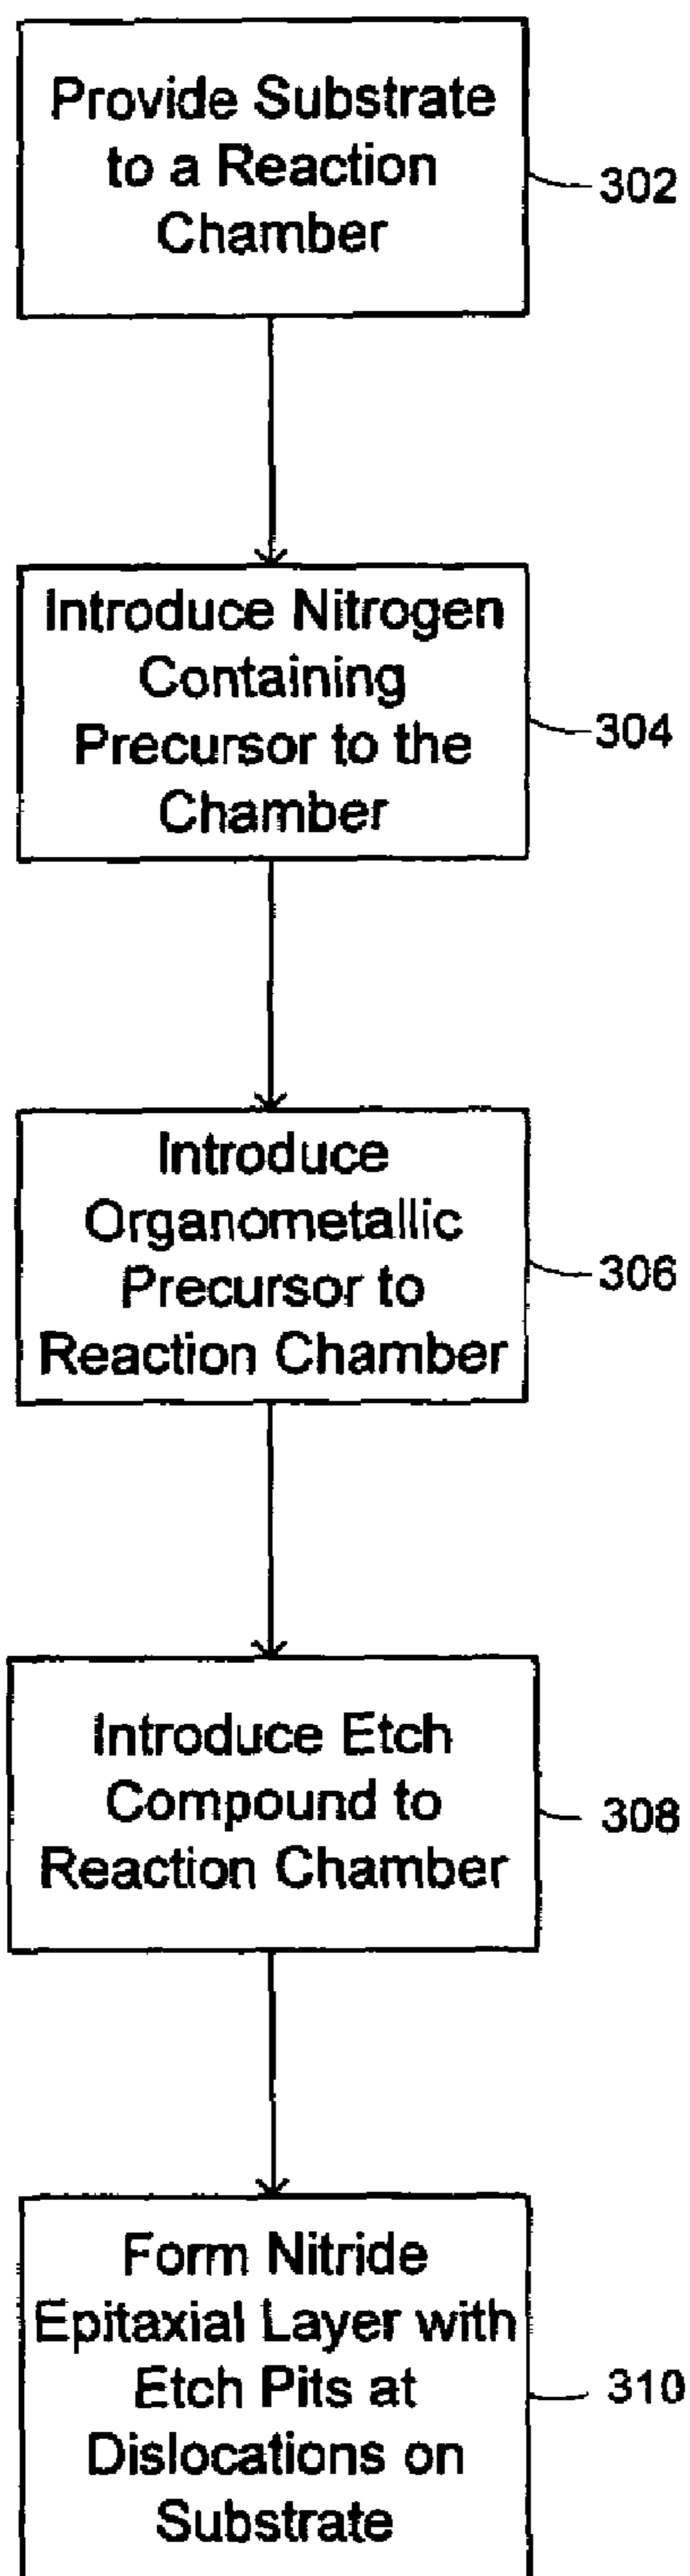 Provide Substrate
to a Reaction
Chamber
302
Introduce Nitrogen
Containing
Precursor to the
Chamber
304
Introduce
Organometallic
Precursor to
Reaction Chamber
306
Introduce Etch
Compound to
Reaction Chamber
308
Form Nitride
Epitaxial Layer with
Etch Pits at
Dislocations on
Substrate
310